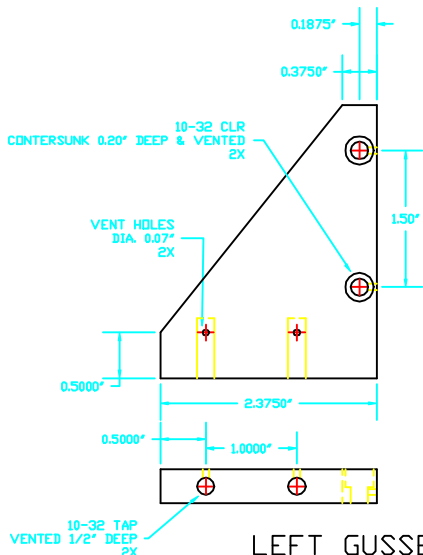 0.1875"
0.3750"
10-32 CLR
CONTERSUNK 0.20" DEEP & VENTED
2X
1.50"
VENT HOLES
DIA. 0.07"
2X
0.5000"
2.3750"
0.5000"
1.0000"
10-32 TAP
VENTED 1/2" DEEP
2X
LEFT GUSSE